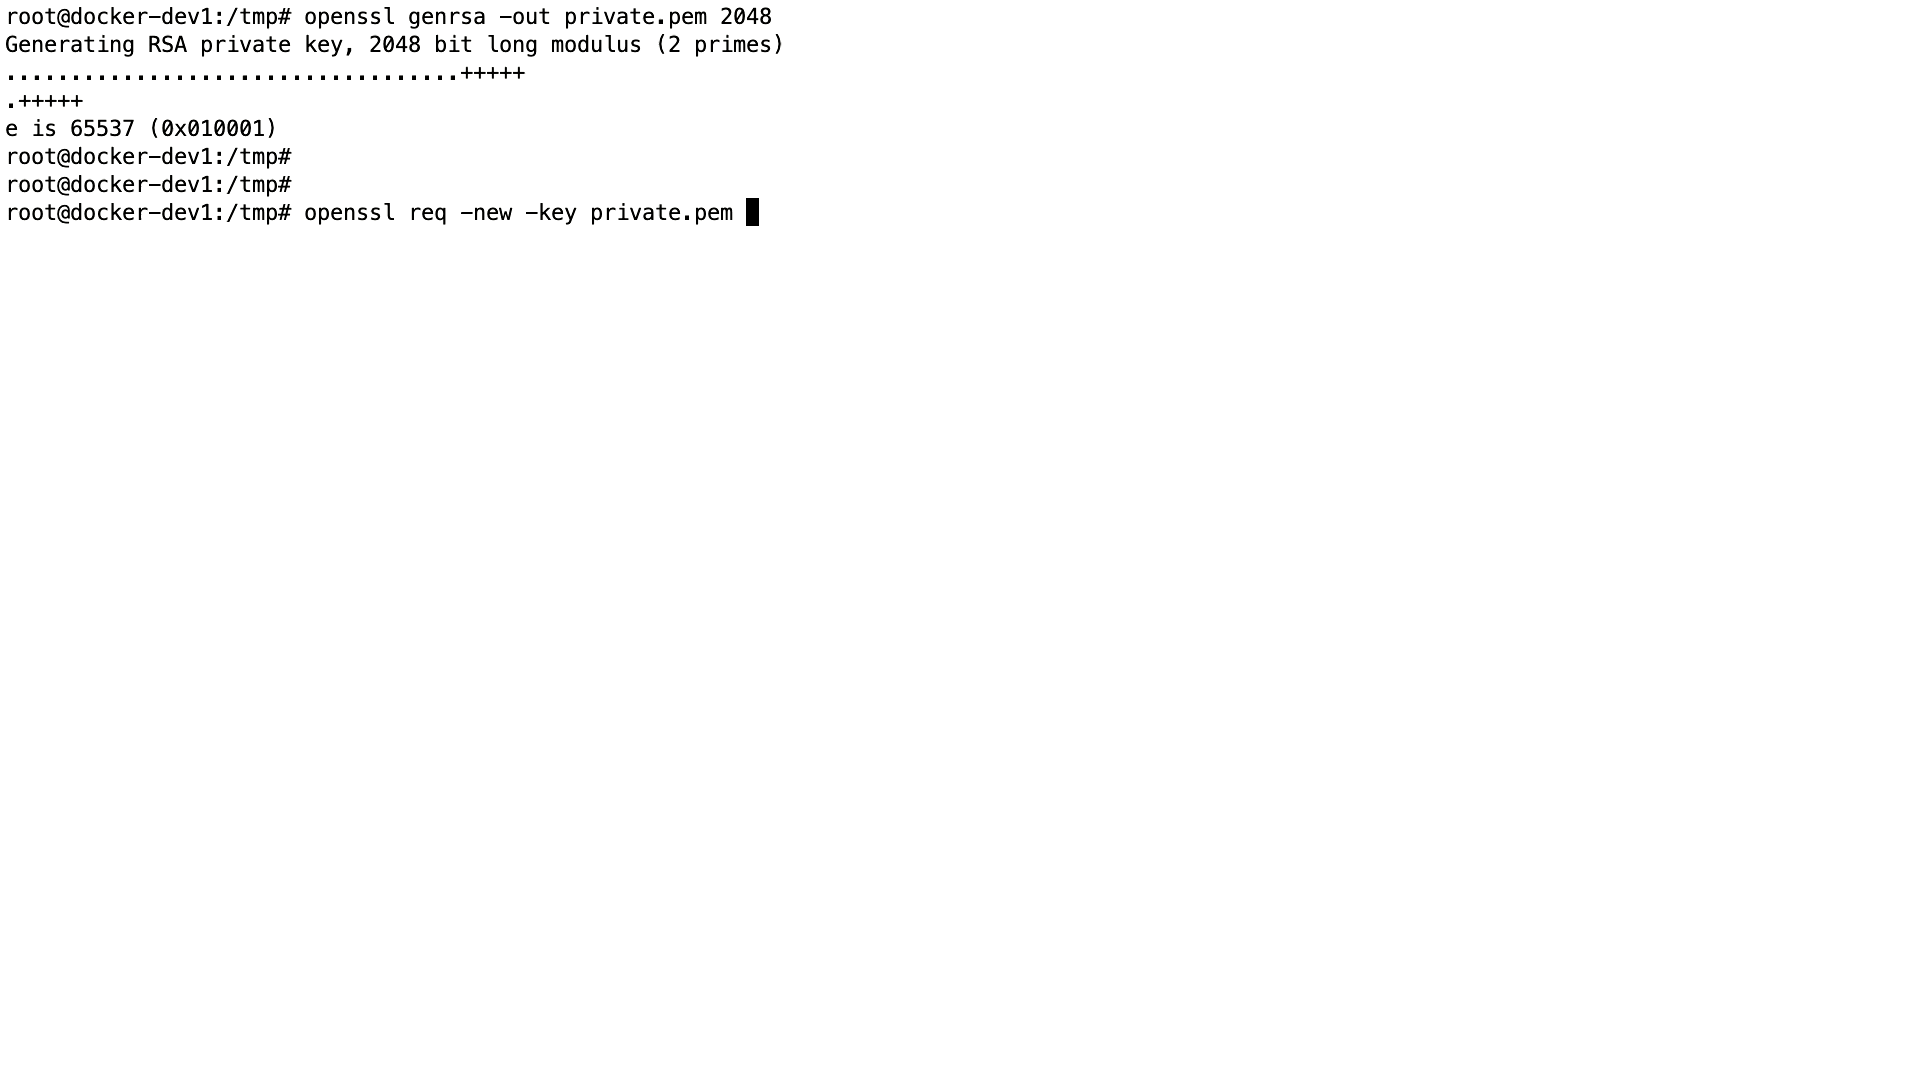 root@docker-dev1:/tmp# openssl genrsa -out private.pem 2048
Generating RSA private key, 2048 bit long modulus (2 primes)
...................................+++++
.+++++
e is 65537 (0x010001)
root@docker-dev1:/tmp#
root@docker-dev1:/tmp#
root@docker-dev1:/tmp# openssl req -new -key private.pem